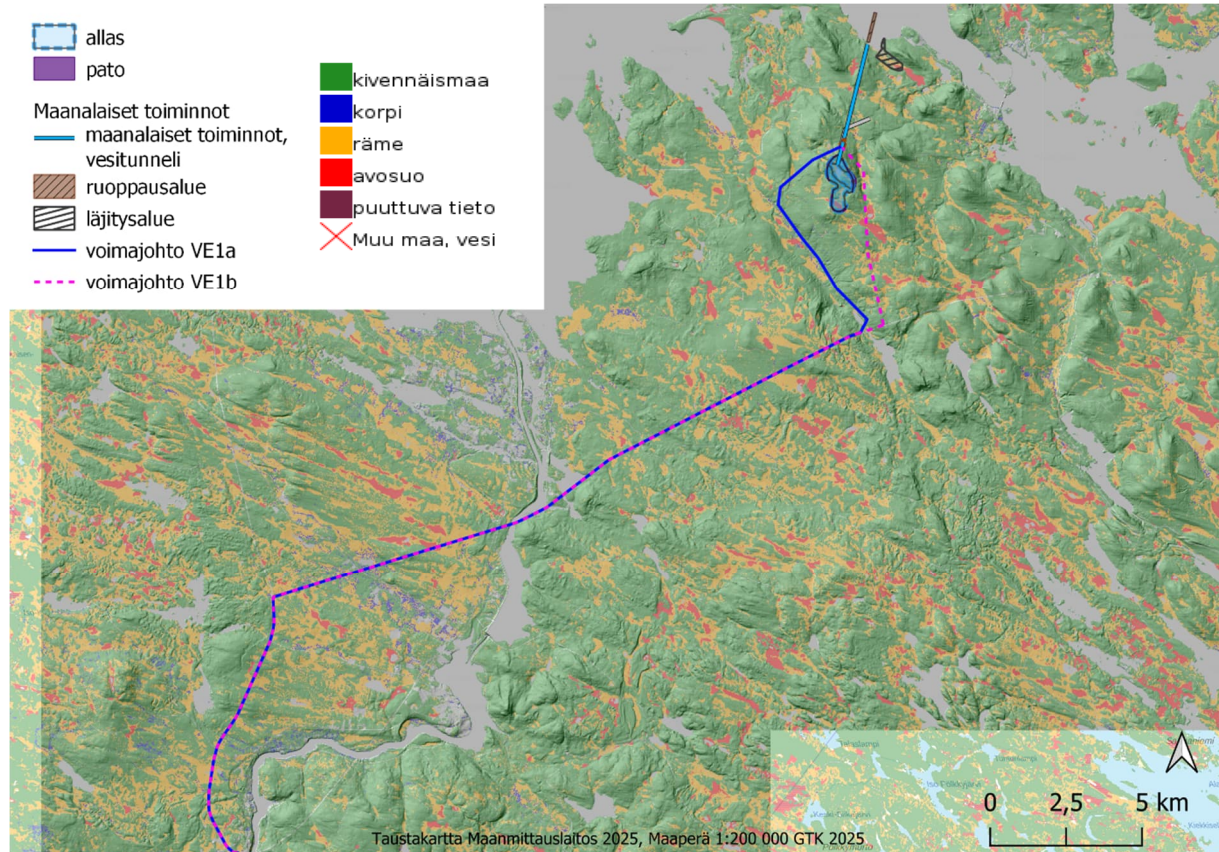 allas
pato
Maanalaiset toiminnot
maanalaiset toiminnot,
vesitunneli
ruoppausalue
läjitysalue
voimajohto VE1a
voimajohto VE1b
kivennäismaa
korpi
räme
avosuo
puuttuva tieto
Muu maa, vesi
0 2,5 5 km
Taustakartta Maanmittauslaitos 2025, Maaperä 1:200 000 GTK 2025